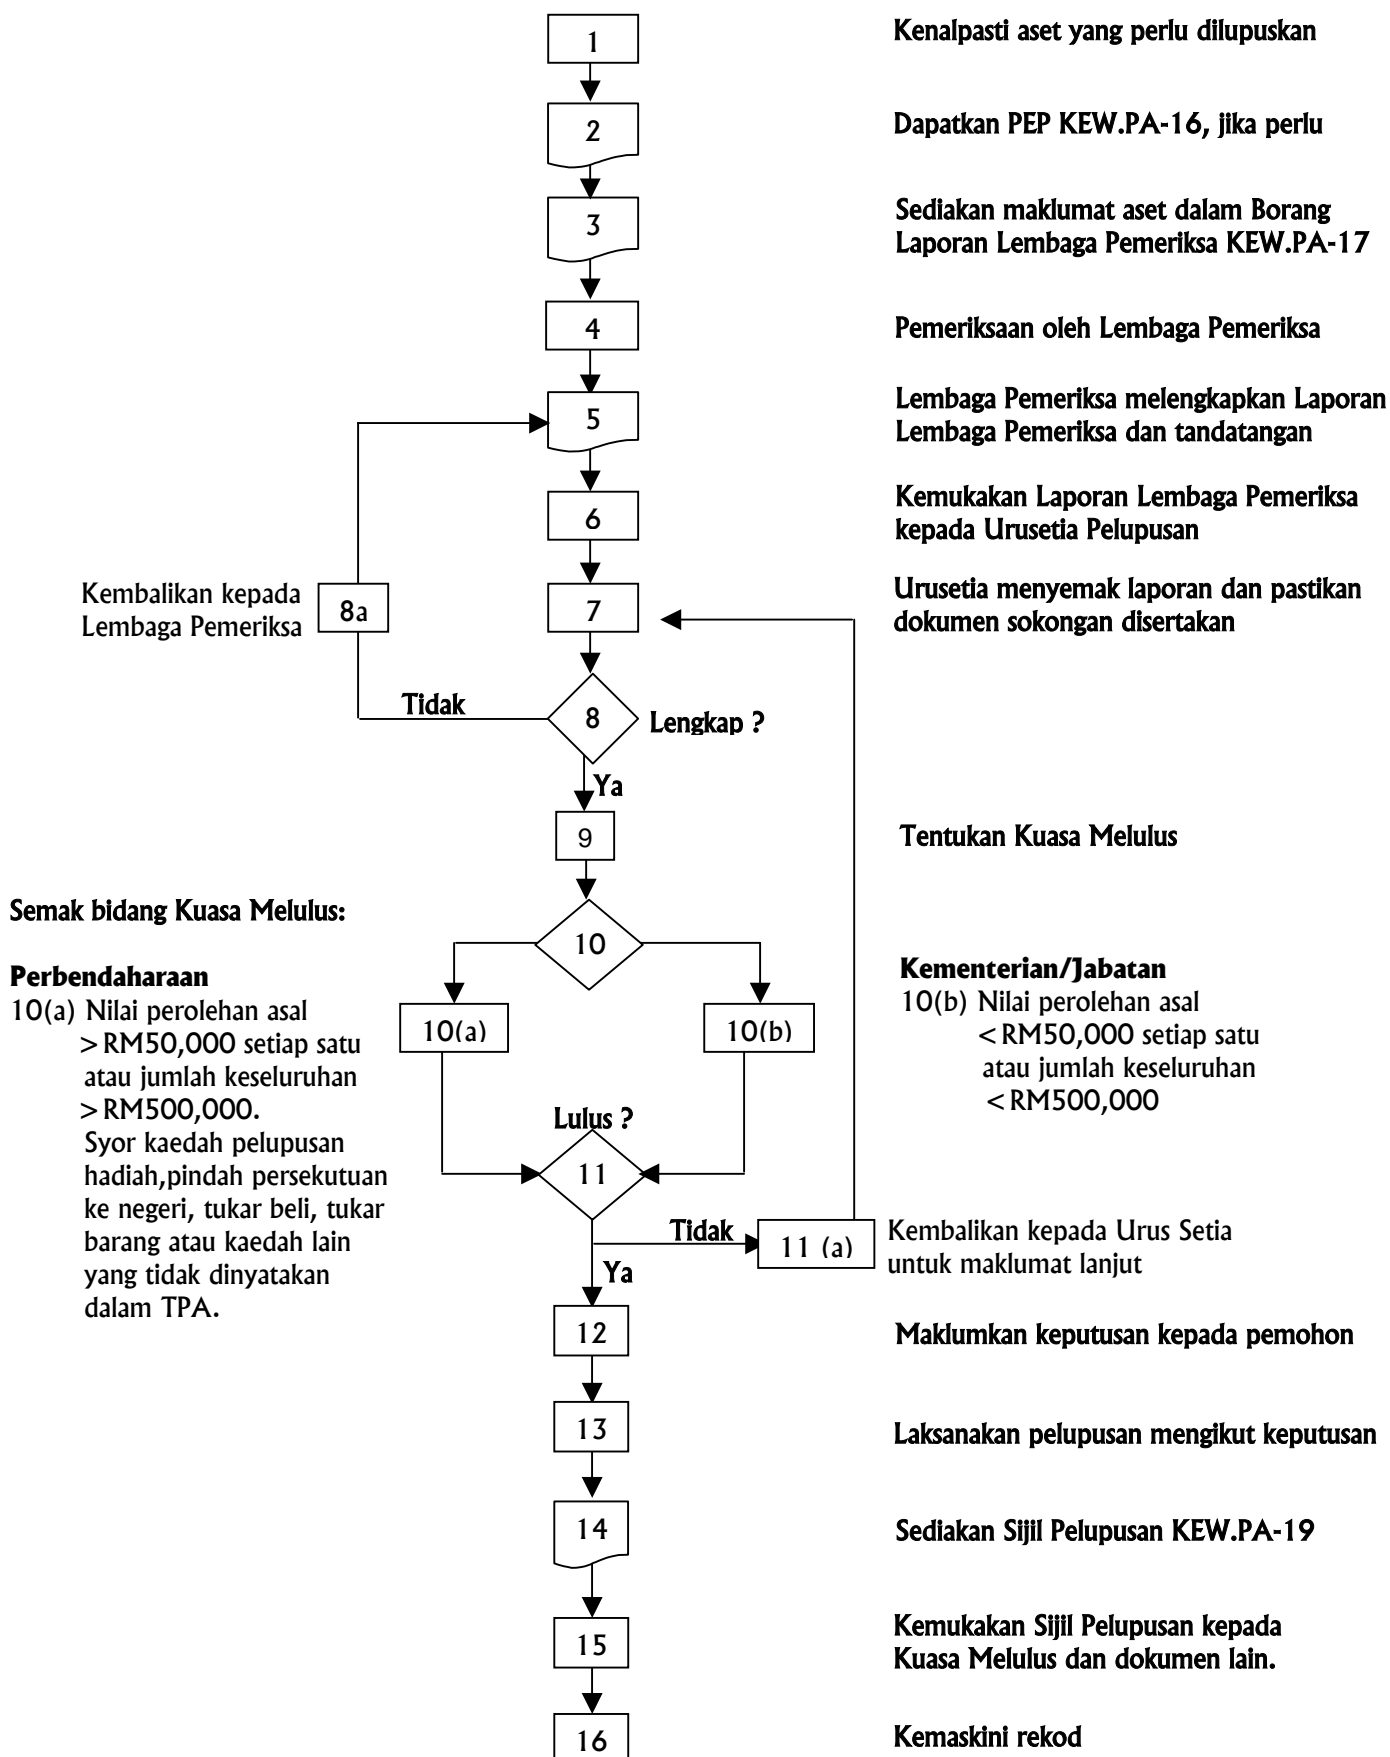 1
Kenalpasti aset yang perlu dilupuskan
2
Dapatkan PEP KEW.PA-16, jika perlu
3
Sediakan maklumat aset dalam Borang
Laporan Lembaga Pemeriksa KEW.PA-17
4
Pemeriksaan oleh Lembaga Pemeriksa
5
Lembaga Pemeriksa melengkapkan Laporan
Lembaga Pemeriksa dan tandatangan
6
Kemukakan Laporan Lembaga Pemeriksa
kepada Urusetia Pelupusan
Kembalikan kepada
Lembaga Pemeriksa
8a
7
Urusetia menyemak laporan dan pastikan
dokumen sokongan disertakan
Tidak
8
Lengkap ?
Ya
9
Tentukan Kuasa Melulus
Semak bidang Kuasa Melulus:
10
Perbendaharaan
10(a) Nilai perolehan asal
>RM50,000 setiap satu
atau jumlah keseluruhan
>RM500,000.
Syor kaedah pelupusan
hadiah,pindah persekutuan
ke negeri, tukar beli, tukar
barang atau kaedah lain
yang tidak dinyatakan
dalam TPA.
10(a)
10(b)
Kementerian/Jabatan
10(b) Nilai perolehan asal
<RM50,000 setiap satu
atau jumlah keseluruhan
<RM500,000
Lulus ?
11
Tidak
11 (a)
Kembalikan kepada Urus Setia
untuk maklumat lanjut
Ya
12
Maklumkan keputusan kepada pemohon
13
Laksanakan pelupusan mengikut keputusan
14
Sediakan Sijil Pelupusan KEW.PA-19
15
Kemukakan Sijil Pelupusan kepada
Kuasa Melulus dan dokumen lain.
16
Kemaskini rekod